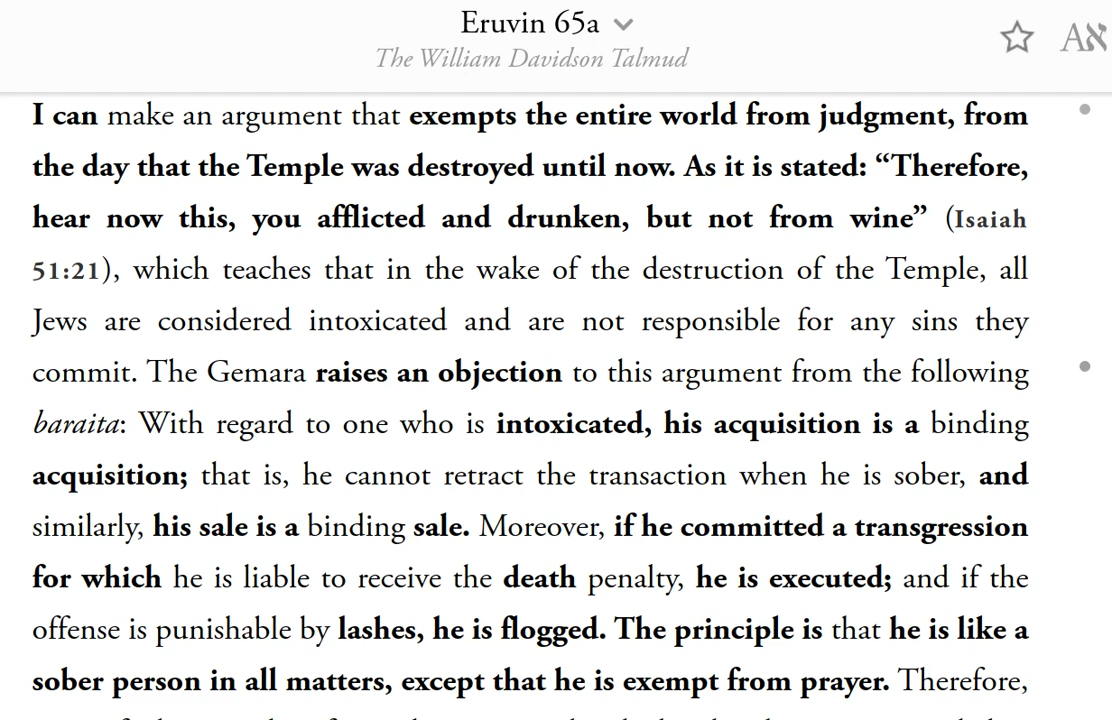 Eruvin 65a
The William Davidson Talmud
Aא
I can make an argument that exempts the entire world from judgment, from
the day that the Temple was destroyed until now. As it is stated: “Therefore,
hear now this, you afflicted and drunken, but not from wine” (Isaiah
51:21), which teaches that in the wake of the destruction of the Temple, all
Jews are considered intoxicated and are not responsible for any sins they
commit. The Gemara raises an objection to this argument from the following
baraita: With regard to one who is intoxicated, his acquisition is a binding
acquisition; that is, he cannot retract the transaction when he is sober, and
similarly, his sale is a binding sale. Moreover, if he committed a transgression
for which he is liable to receive the death penalty, he is executed; and if the
offense is punishable by lashes, he is flogged. The principle is that he is like a
sober person in all matters, except that he is exempt from prayer. Therefore,